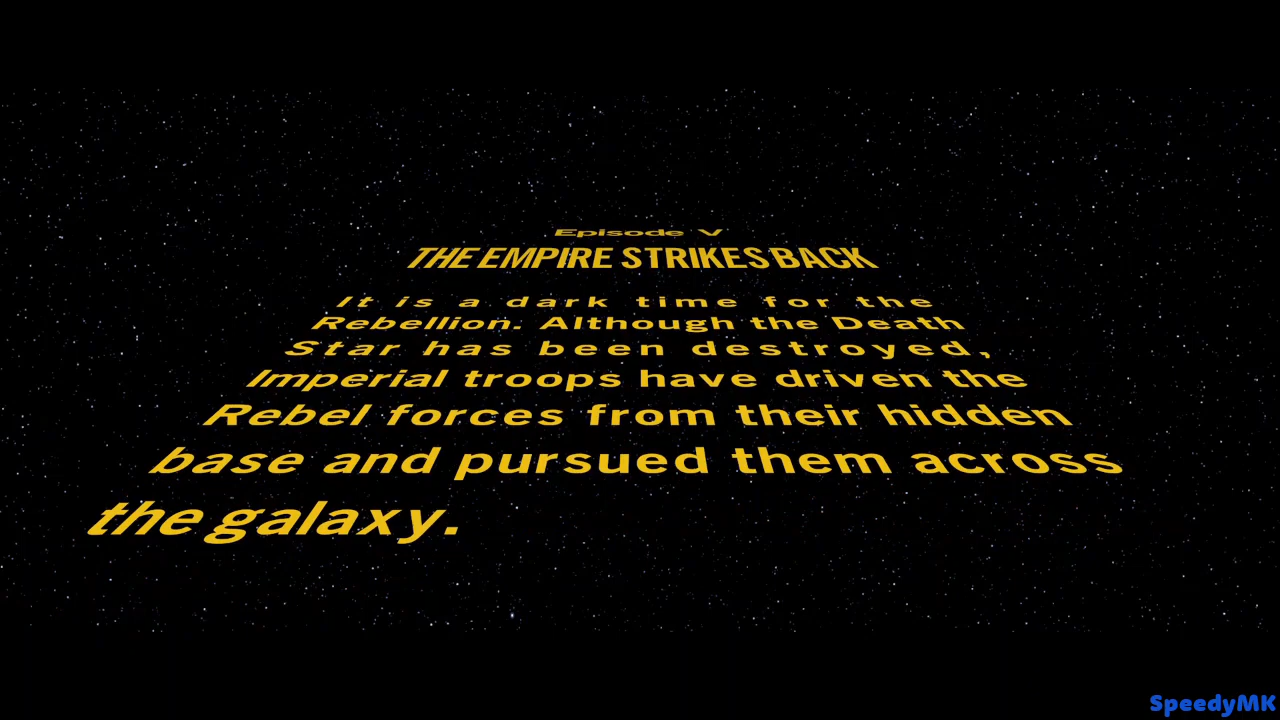 Episode V
THE EMPIRE STRIKES BACK
It is a dark time for the
Rebellion. Although the Death
Star has been destroyed,
Imperial troops have driven the
Rebel forces from their hidden
base and pursued them across
the galaxy.
SpeedyMK